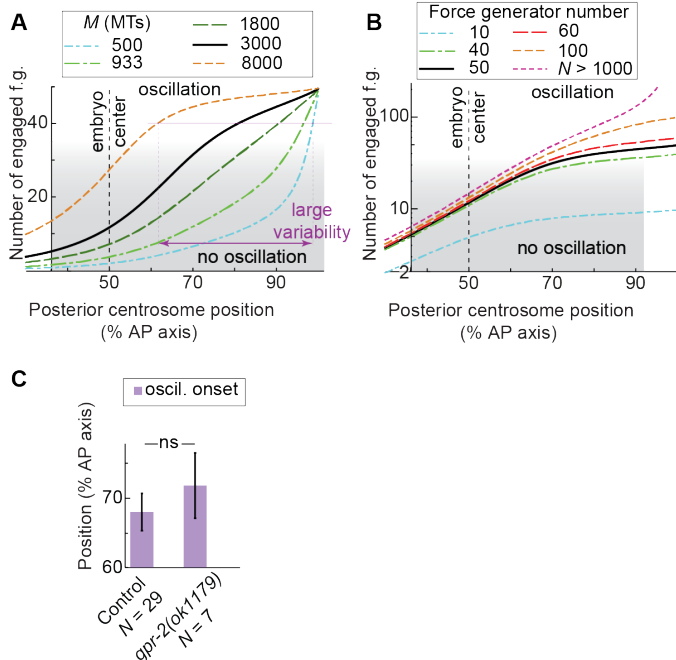 A
M (MTs)
500
933
1800
3000
8000
oscillation
embryo
center
Number of engaged f.g.
40
20
large
variability
no oscillation
50
70
90
Posterior centrosome position
(% AP axis)
B
Force generator number
10
40
50
60
100
N > 1000
oscillation
embryo
center
Number of engaged f.g.
100
10
2
no oscillation
50
70
90
Posterior centrosome position
(% AP axis)
C
oscil. onset
Position (% AP axis)
ns
70
60
Control
N = 29
gpr-2(ok1179)
N = 7